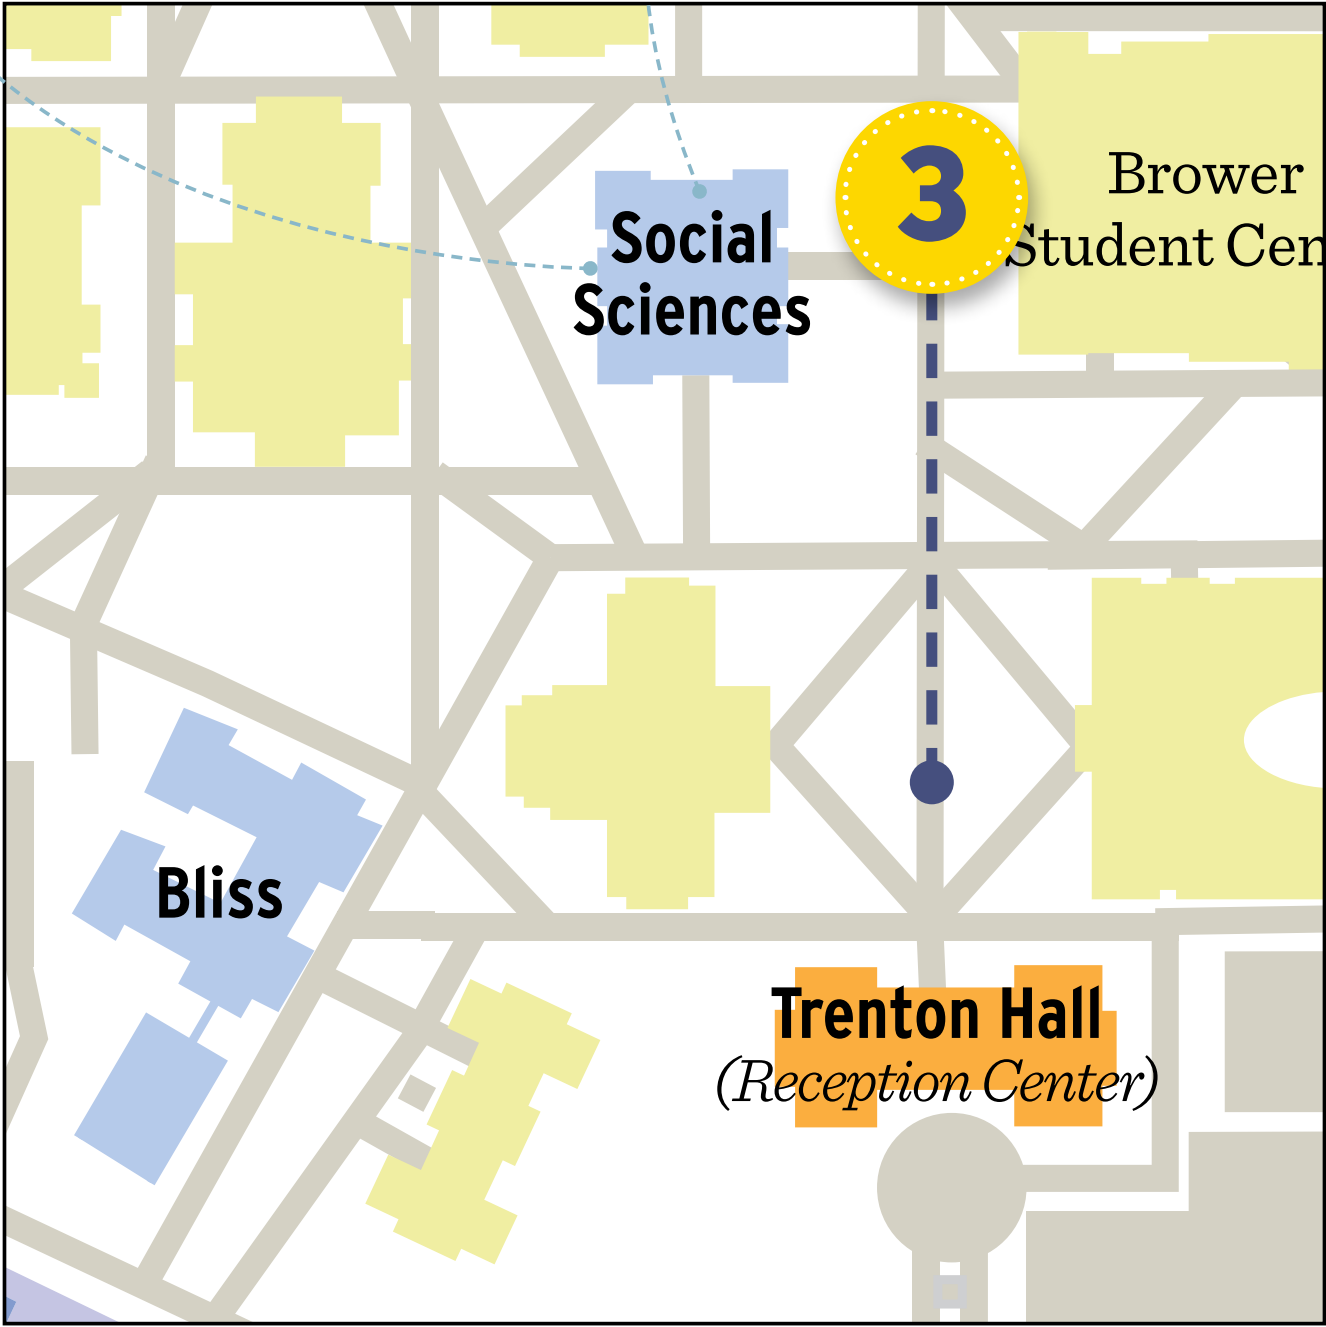 3
Brower
Student Cen
Social
Sciences
Bliss
Trenton Hall
(Reception Center)